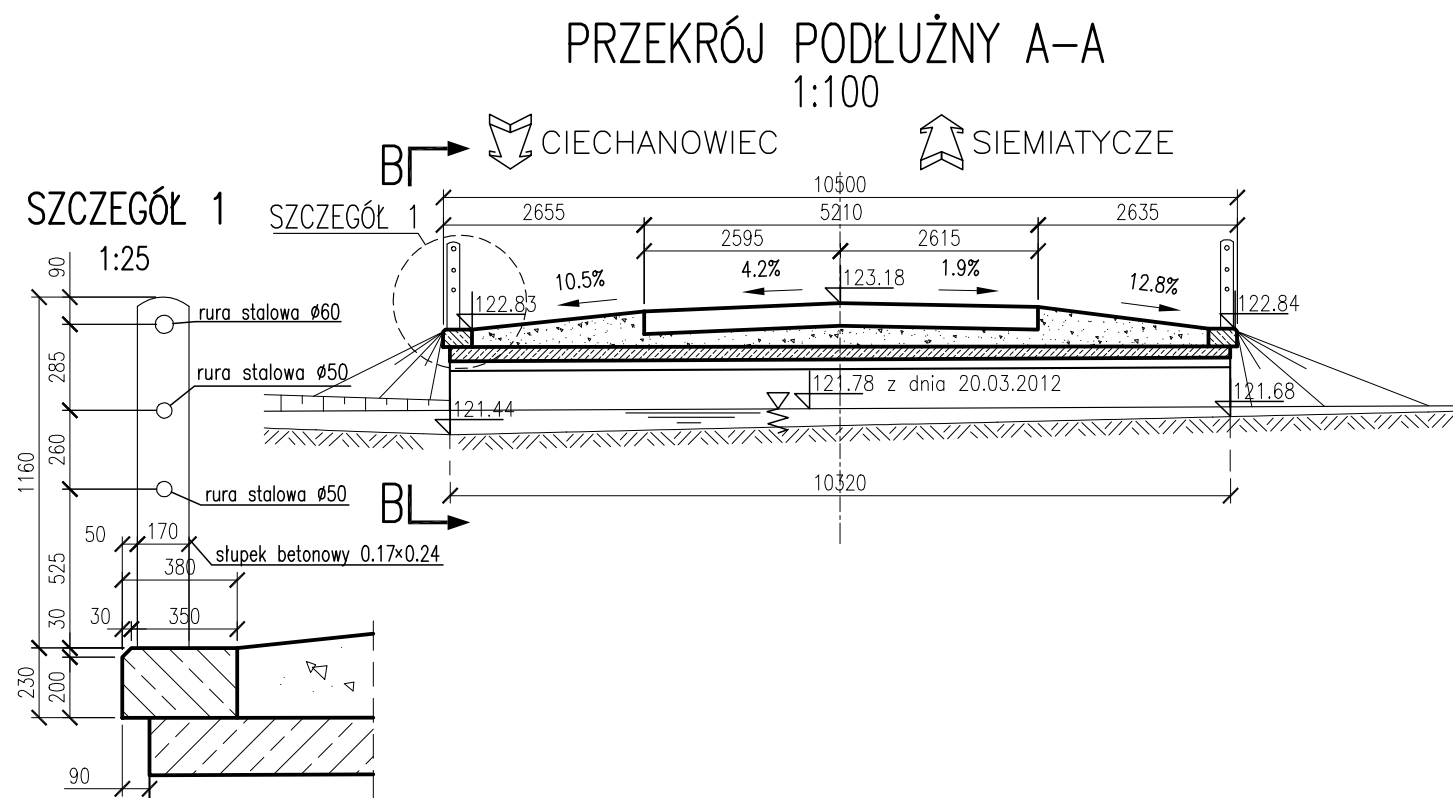 PRZEKRÓJ PODŁUŻNY A–A
1:100
CIECHANOWIEC
SIEMIATYCZE
B
SZCZEGÓŁ 1
1:25
SZCZEGÓŁ 1
10500
2655
5210
2635
2595
2615
10.5%
4.2%
1.9%
12.8%
123.18
122.83
122.84
121.78 z dnia 20.03.2012
121.68
121.44
10320
B
90
285
260
525
30
200
1160
230
rura stalowa ø60
rura stalowa ø50
rura stalowa ø50
50
170
słupek betonowy 0.17×0.24
380
30
350
90